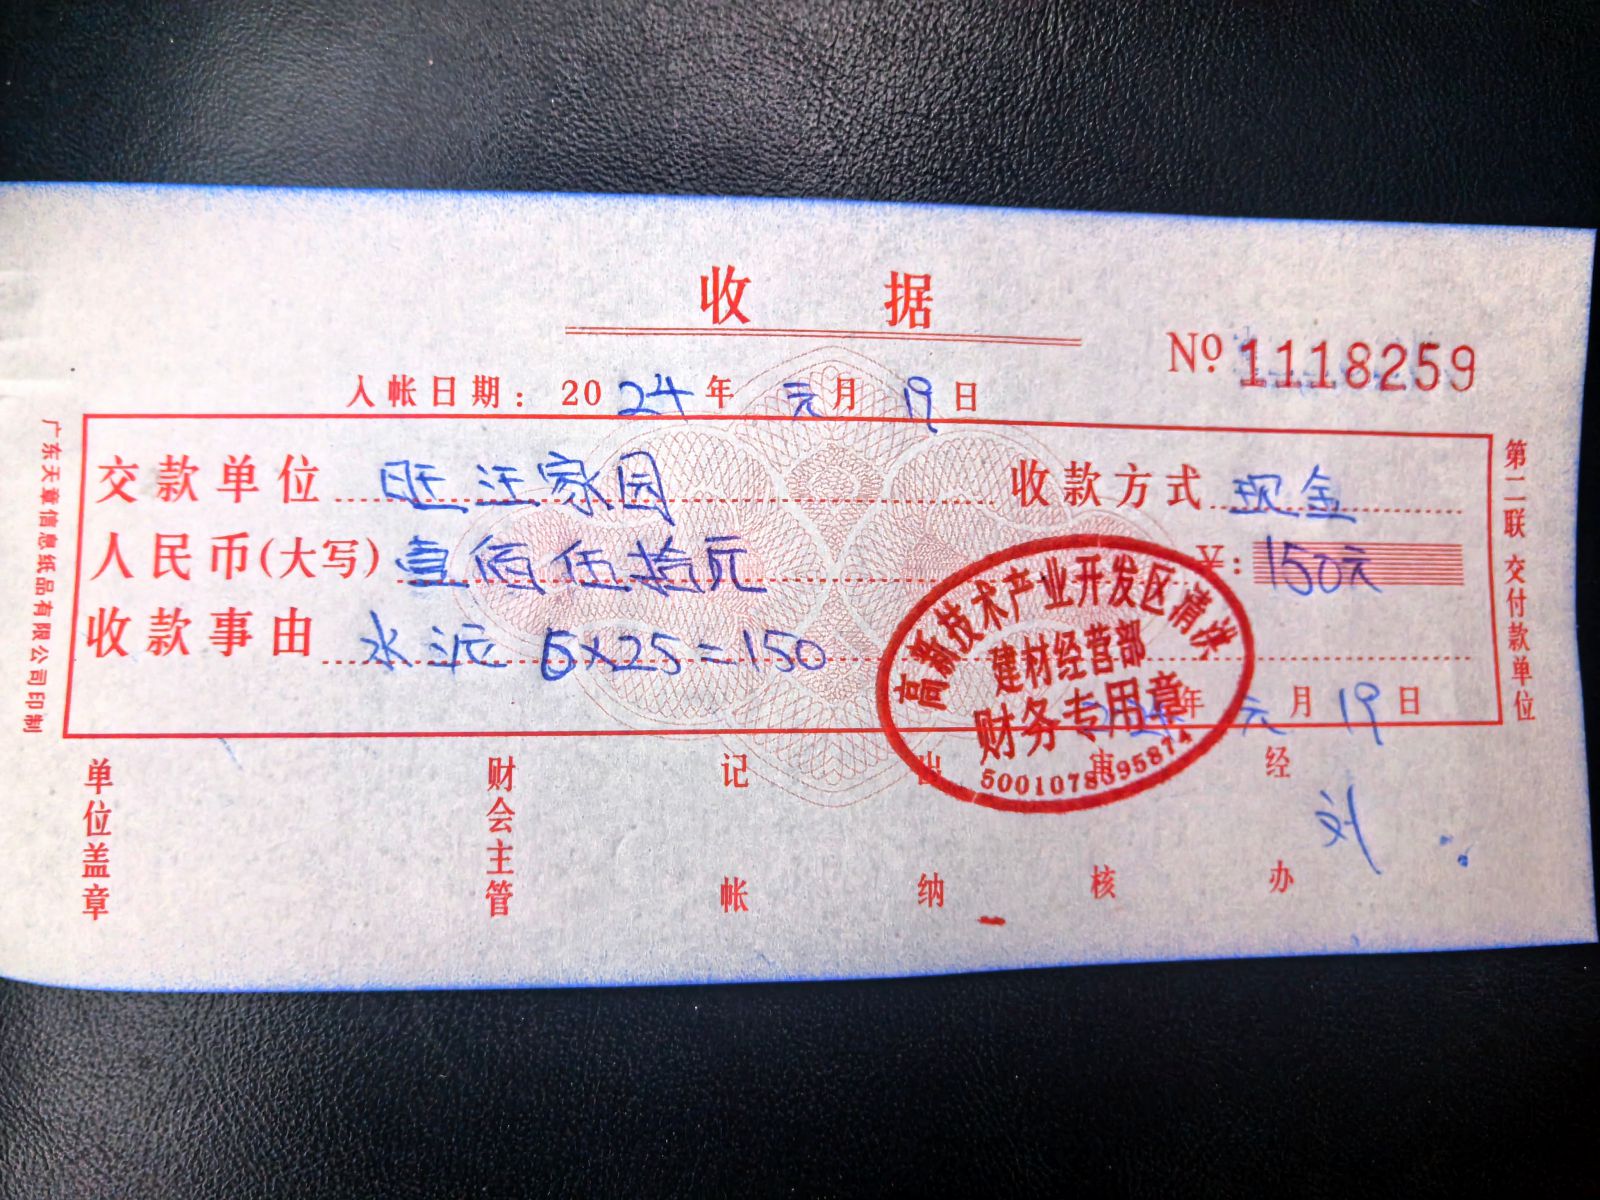 收 据
No 1118259
入帐日期：2024年元月19日
交款单位 旺汪家园 收款方式 现金
人民币(大写) 壹佰伍拾元 ¥：150元
收款事由 水泥 6×25=150
年元月19日
高新技术产业开发区清
建材经营部
财务专用章
5001078395874
单位盖章 财会主管 记帐 出纳 审核 经办 刘
广东天章信息纸品有限公司印制
第二联 交付款单位